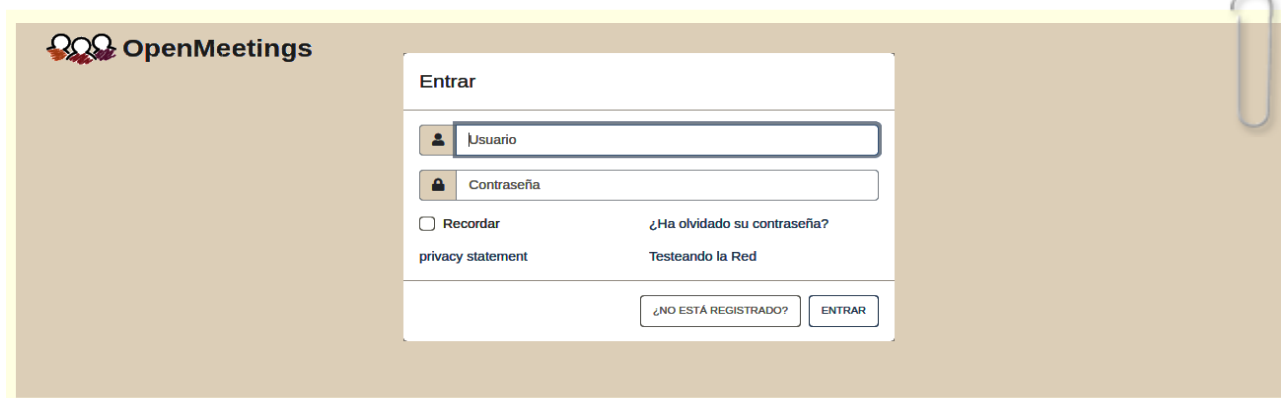 OpenMeetings
Entrar
Usuario
Contraseña
Recordar
¿Ha olvidado su contraseña?
privacy statement
Testeando la Red
¿NO ESTÁ REGISTRADO?
ENTRAR